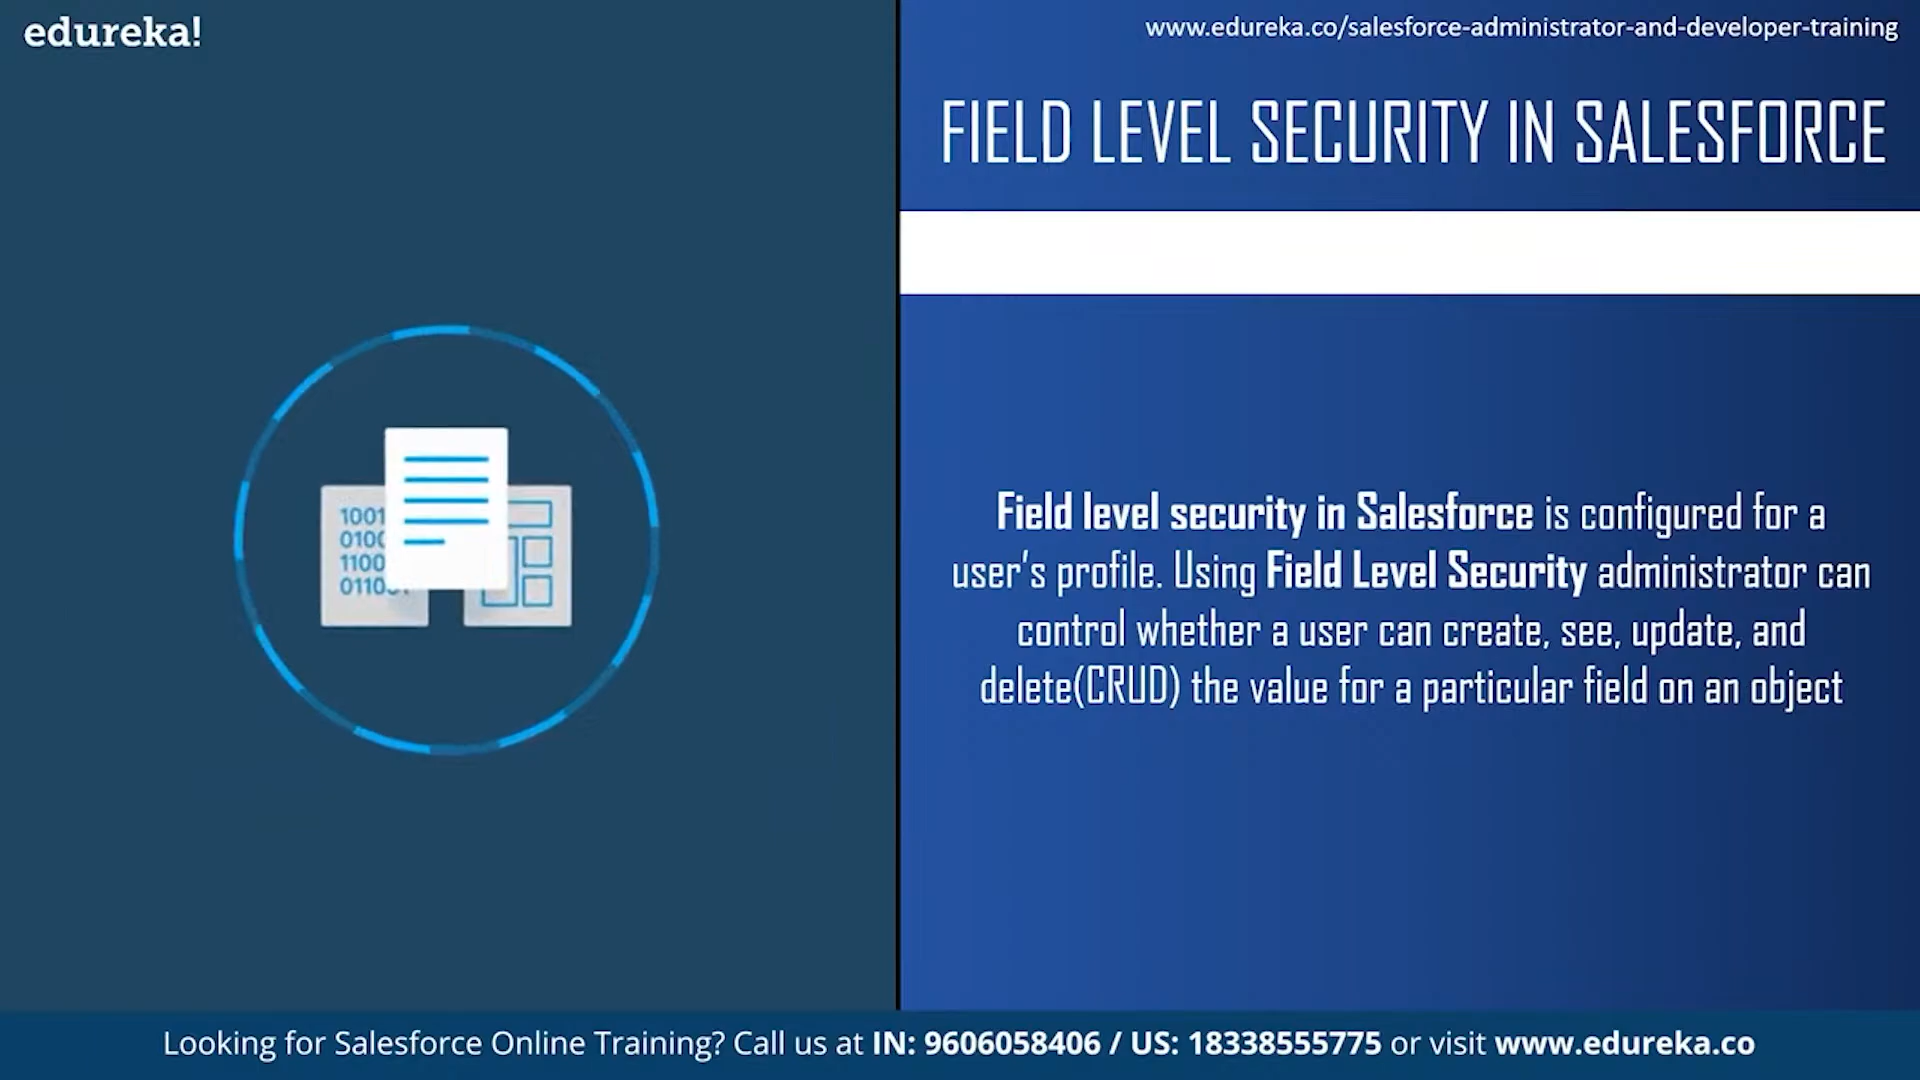 edureka!
www.edureka.co/salesforce-administrator-and-developer-training
FIELD LEVEL SECURITY IN SALESFORCE
1001
0100
1100
011001
Field level security in Salesforce is configured for a
user's profile. Using Field Level Security administrator can
control whether a user can create, see, update, and
delete(CRUD) the value for a particular field on an object
Looking for Salesforce Online Training? Call us at IN: 9606058406 / US: 18338555775 or visit www.edureka.co